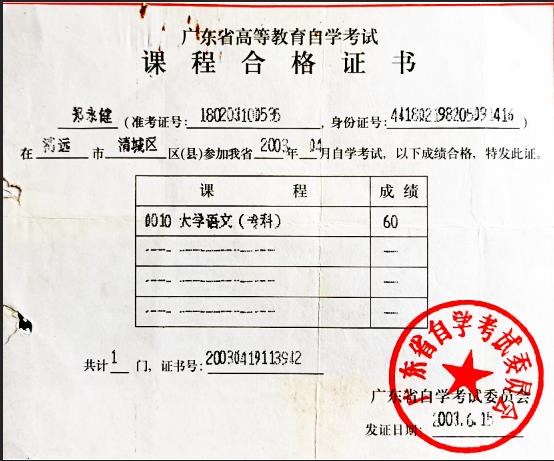 广东省高等教育自学考试
课程合格证书
郑永健（准考证号：180203100536，身份证号：441802198205031416）
在清远市清城区区(县)参加我省2003年04月自学考试，以下成绩合格，特发此证。
课程 成绩
0010 大学语文(专科) 60
共计1门，证书号：20030419113942
广东省自学考试委员会
广东省自学考试委员会
发证日期：2003.6.15